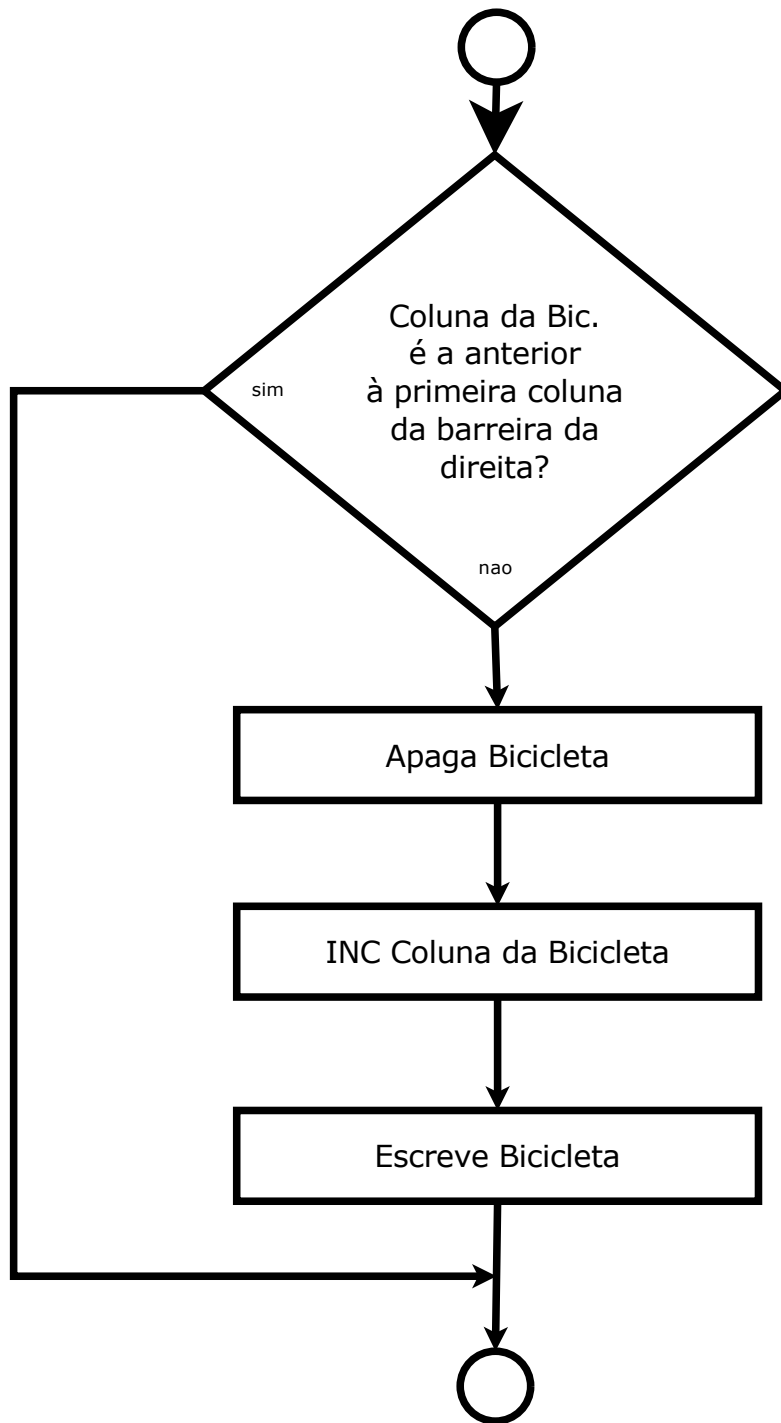 Coluna da Bic.
é a anterior
à primeira coluna
da barreira da
direita?
sim
nao
Apaga Bicicleta
INC Coluna da Bicicleta
Escreve Bicicleta